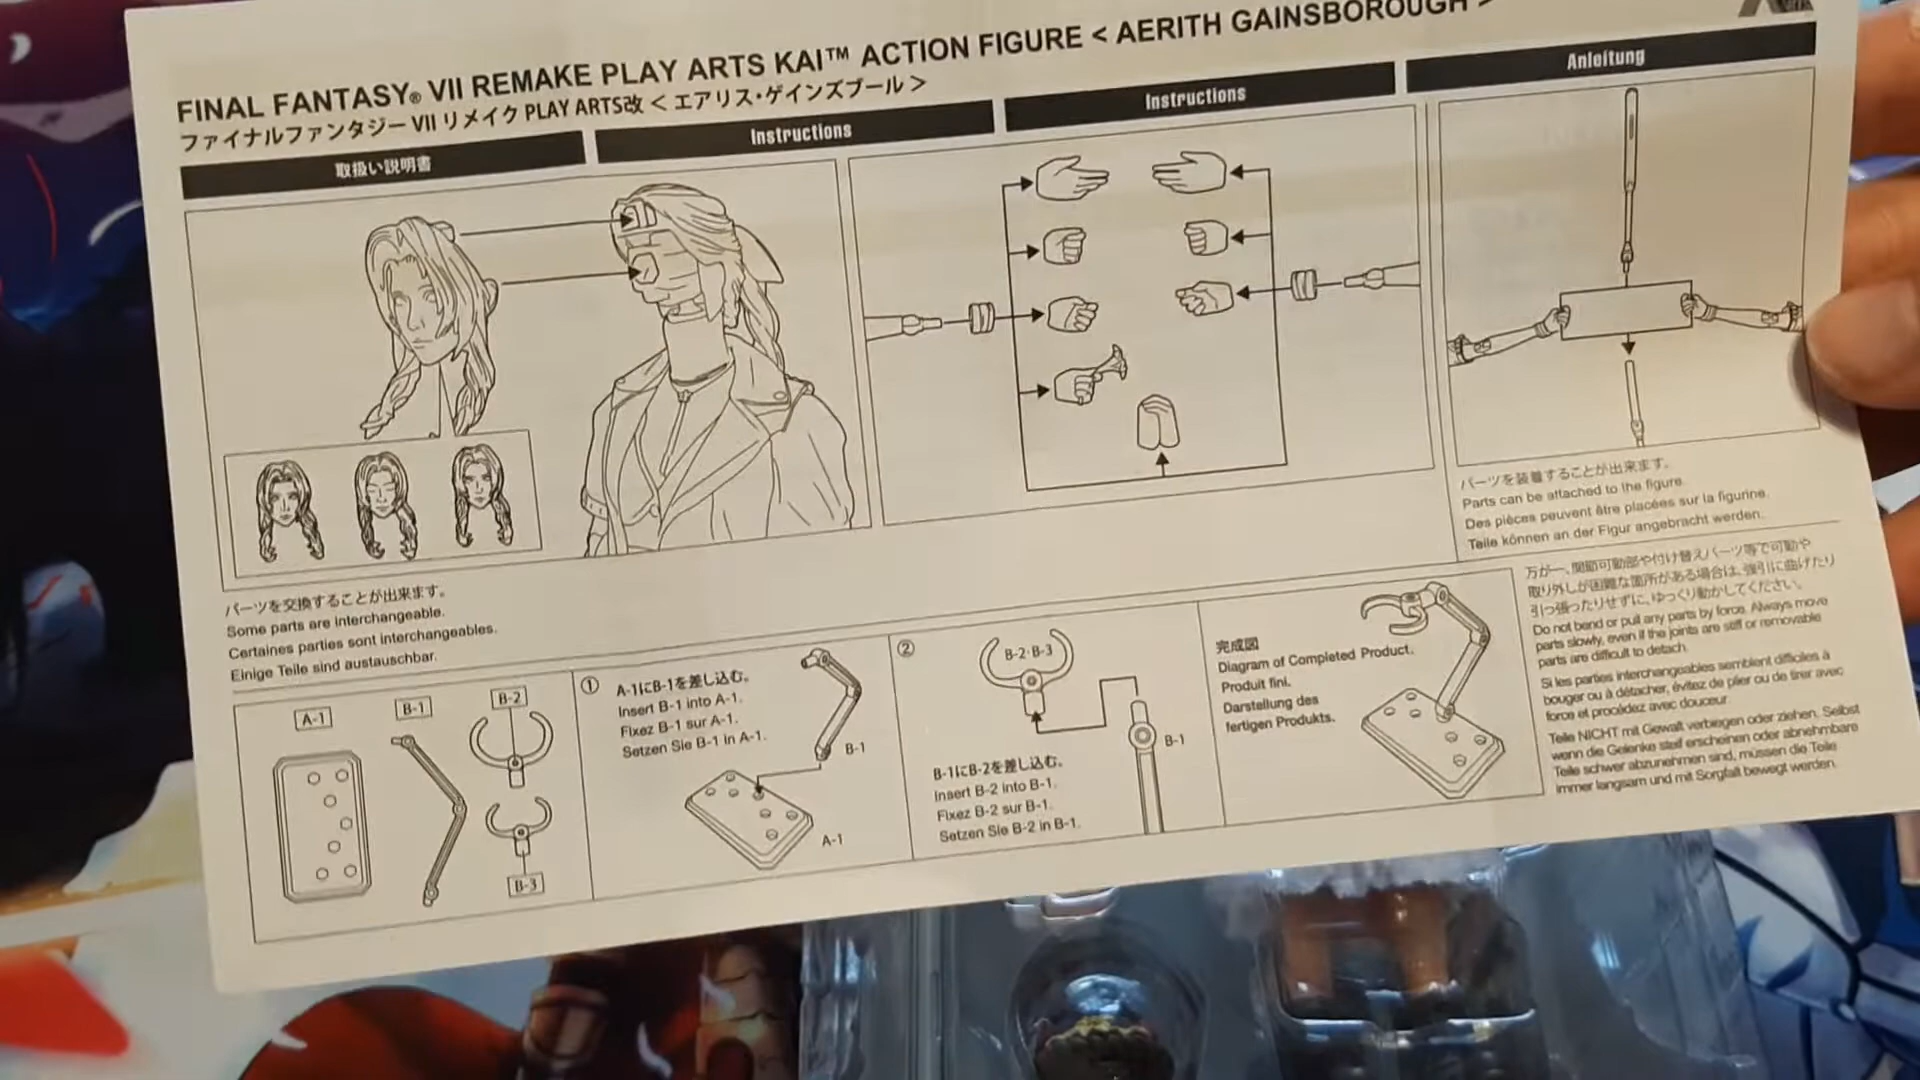 FINAL FANTASY® VII REMAKE PLAY ARTS KAI™ ACTION FIGURE < AERITH GAINSBOROUGH >
ファイナルファンタジー VII リメイク PLAY ARTS改 < エアリス・ゲインズブール >
取扱い説明書
Instructions
Instructions
Anleitung
パーツを交換することが出来ます。
Some parts are interchangeable.
Certaines parties sont interchangeables.
Einige Teile sind austauschbar.
パーツを装着することが出来ます。
Parts can be attached to the figure.
Des pièces peuvent être placées sur la figurine.
Teile können an der Figur angebracht werden.
A-1
B-1
B-2
B-3
①
A-1にB-1を差し込む。
Insert B-1 into A-1.
Fixez B-1 sur A-1.
Setzen Sie B-1 in A-1.
B-1
A-1
②
B-2·B-3
B-1
B-1にB-2を差し込む。
Insert B-2 into B-1.
Fixez B-2 sur B-1.
Setzen Sie B-2 in B-1.
完成図
Diagram of Completed Product.
Produit fini.
Darstellung des
fertigen Produkts.
万が一、関節可動部や付け替えパーツ等で可動や
取り外しが困難な箇所がある場合は、強引に曲げたり
引っ張ったりせずに、ゆっくり動かしてください。
Do not bend or pull any parts by force. Always move
parts slowly, even if the joints are stiff or removable
parts are difficult to detach.
Si les parties interchangeables semblent difficiles à
bouger ou à détacher, évitez de plier ou de tirer avec
force et procédez avec douceur.
Teile NICHT mit Gewalt verbiegen oder ziehen. Selbst
wenn die Gelenke steif erscheinen oder abnehmbare
Teile schwer abzunehmen sind, müssen die Teile
immer langsam und mit Sorgfalt bewegt werden.